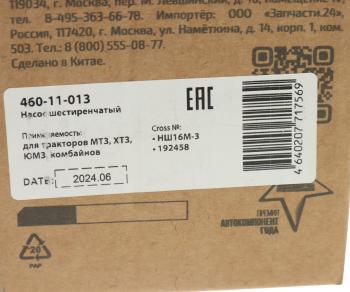 119034, г. Москва, пер. М. Левшинский, д. 10, помещение
тел. 8-495-363-66-78. Импортёр: ООО «Запчасти.24»,
Россия, 117420, г. Москва, ул. Намёткина, д. 14, корп. 1, ком.
503. Тел.: 8 (800) 555-08-77.
Сделано в Китае.
460-11-013
Насос шестеренчатый
EAC
Применяемость:
для тракторов МТЗ, ХТЗ,
ЮМЗ, комбайнов
Cross №:
• НШ16М-3
• 192458
DATE: 2024.06
4640207717569
20
PAP
ПРЕМИЯ
АВТОКОМПОНЕНТ
ГОДА